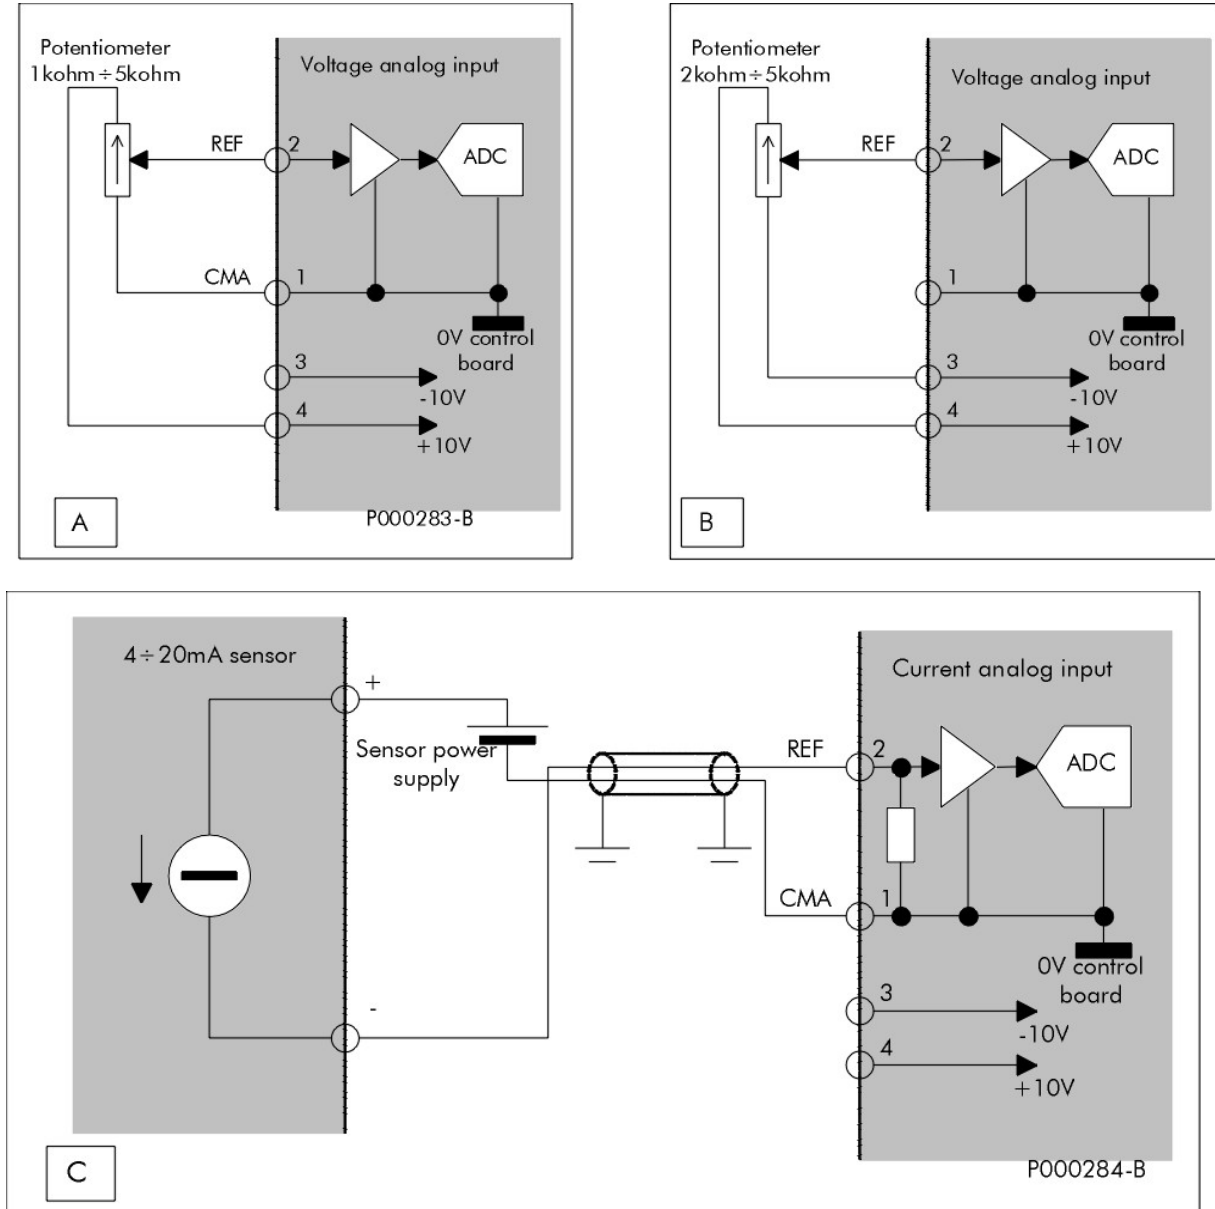 Potentiometer
1kohm÷5kohm
Voltage analog input
REF
2
ADC
CMA
1
0V control
board
3
-10V
4
+10V
A
P000283-B
Potentiometer
2kohm÷5kohm
Voltage analog input
REF
2
ADC
1
0V control
board
3
-10V
4
+10V
B
4÷20mA sensor
+
Sensor power
supply
-
Current analog input
REF
2
ADC
CMA
1
0V control
board
3
-10V
4
+10V
C
P000284-B